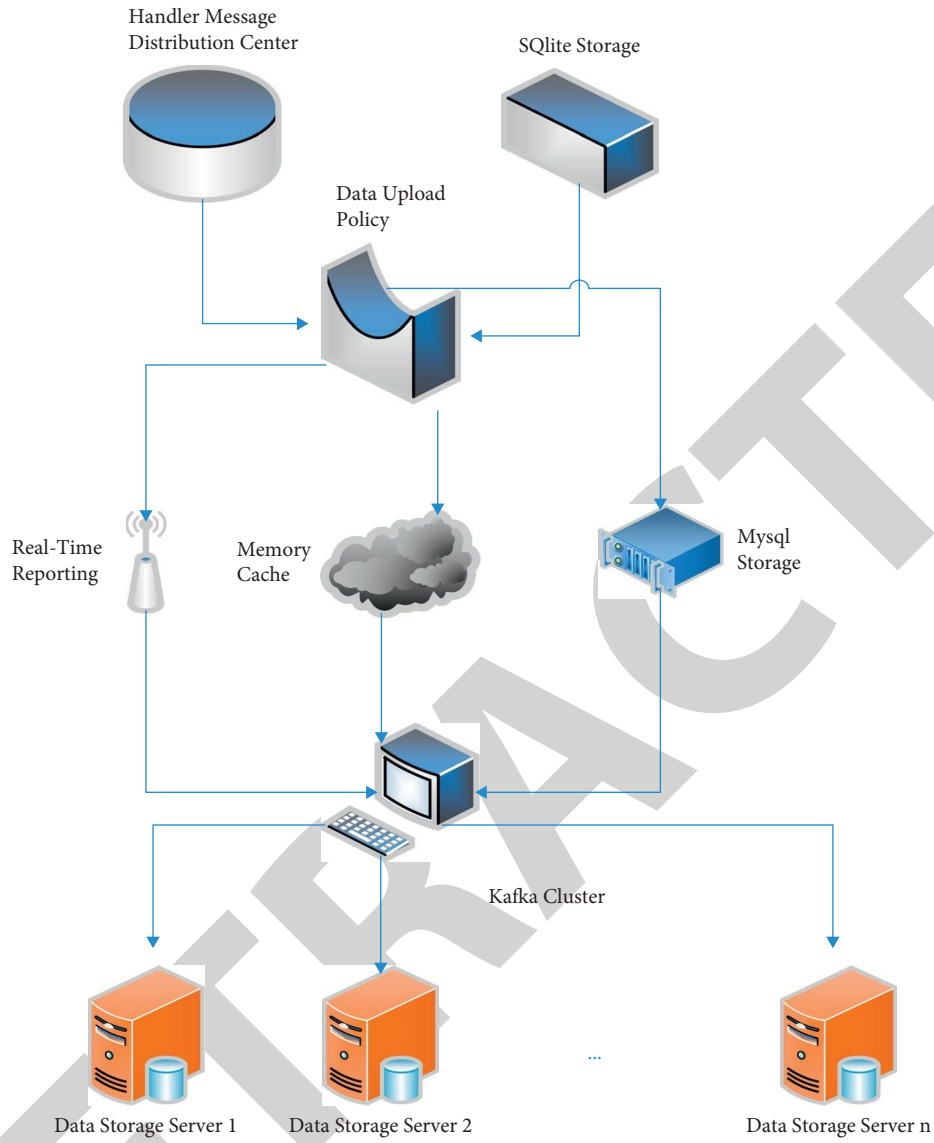 Handler Message
Distribution Center
SQlite Storage
Data Upload
Policy
Real-Time
Reporting
Memory
Cache
Mysql
Storage
Kafka Cluster
...
Data Storage Server 1
Data Storage Server 2
Data Storage Server n
TRACTE